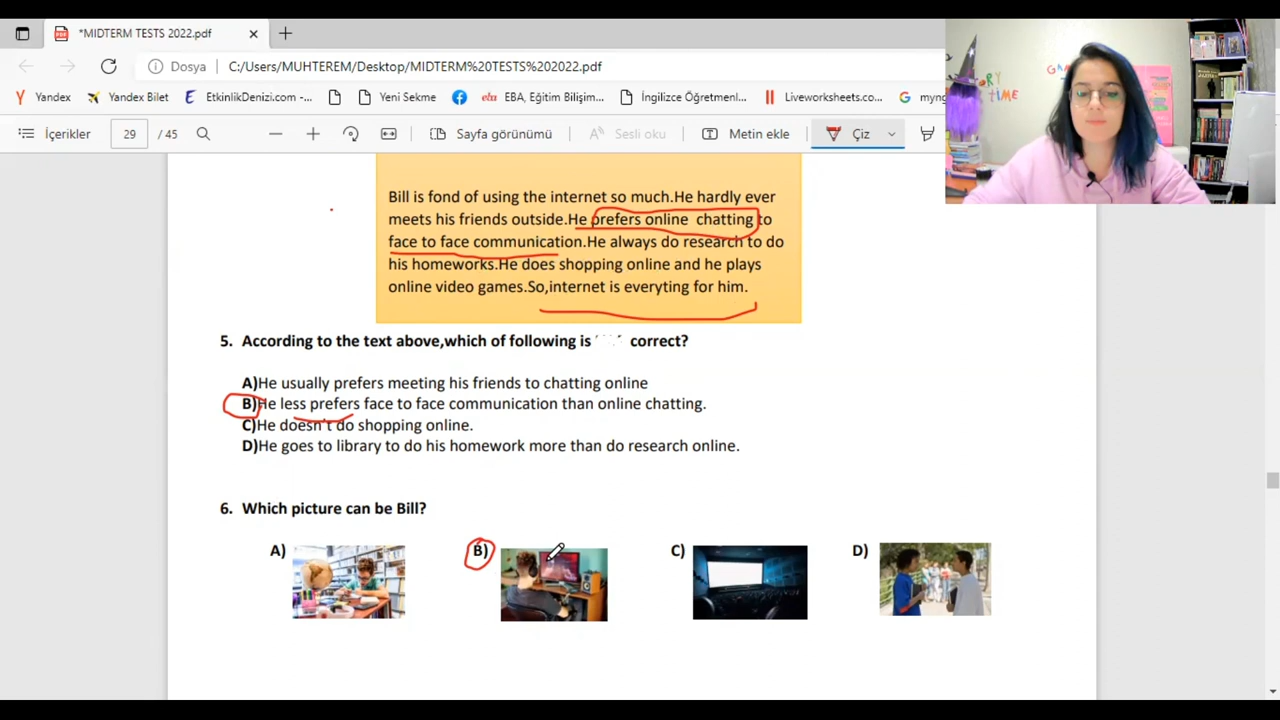 *MIDTERM TESTS 2022.pdf
Dosya C:/Users/MUHTEREM/Desktop/MIDTERM%20TESTS%202022.pdf
Yandex Yandex Bilet EtkinlikDenizi.com -... Yeni Sekme EBA, Eğitim Bilişim... İngilizce Öğretmenl... Liveworksheets.co... myng
İçerikler 29 / 45 Sayfa görünümü Sesli oku Metin ekle Çiz
Bill is fond of using the internet so much.He hardly ever
meets his friends outside.He prefers online chatting to
face to face communication.He always do research to do
his homeworks.He does shopping online and he plays
online video games.So,internet is everyting for him.
5. According to the text above,which of following is correct?
A)He usually prefers meeting his friends to chatting online
B)He less prefers face to face communication than online chatting.
C)He doesn't do shopping online.
D)He goes to library to do his homework more than do research online.
6. Which picture can be Bill?
A) B) C) D)